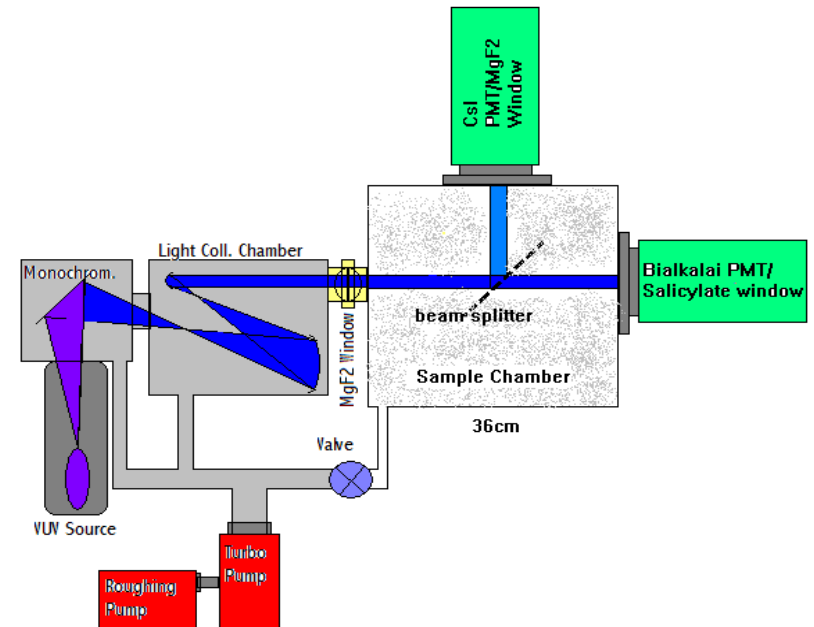 CsI
PMT/MgF2
Window
Light Coll. Chamber
Monochrom.
Bialkalai PMT/
Salicylate window
MgF2 Window
beam splitter
Sample Chamber
36cm
Valve
VUV Source
Turbo
Pump
Roughing
Pump